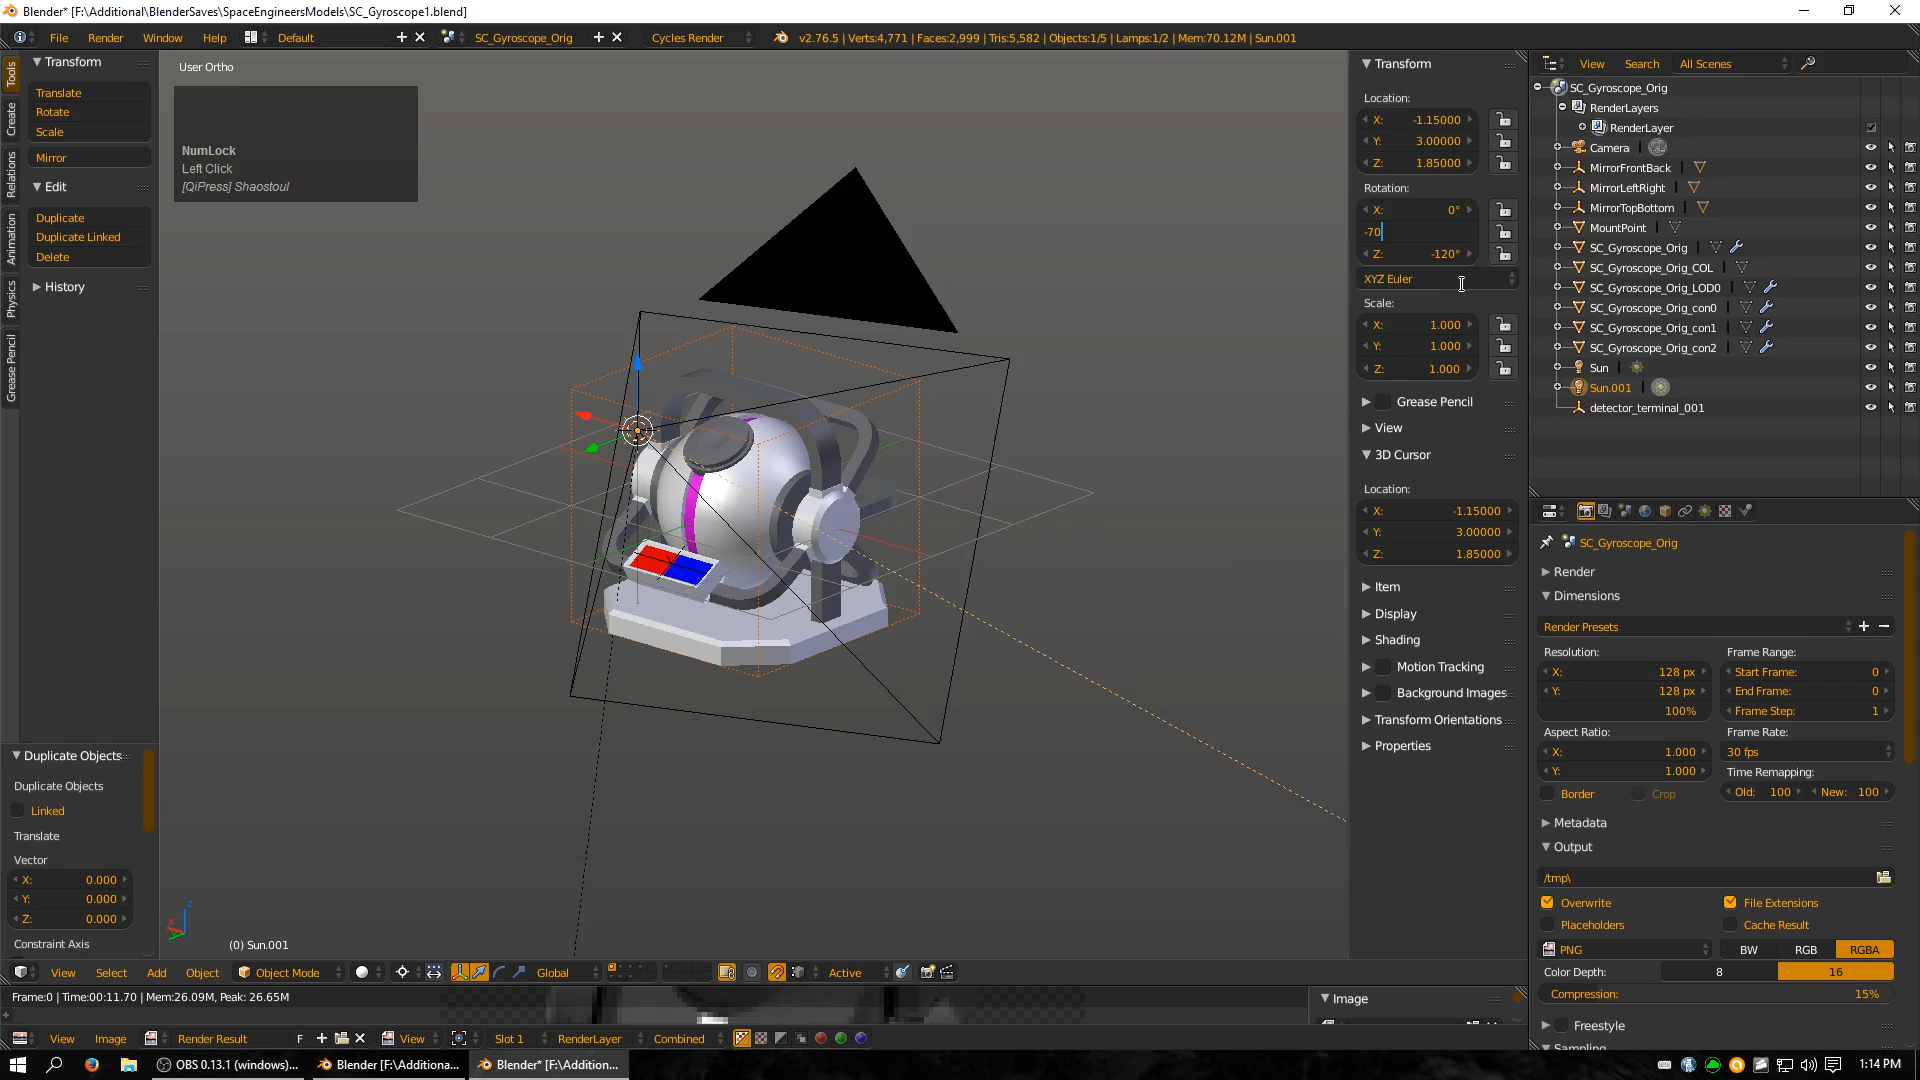 Blender* [F:\Additional\BlenderSaves\SpaceEngineersModels\SC_Gyroscope1.blend]
File Render Window Help Default SC_Gyroscope_Orig Cycles Render v2.76.5 | Verts:4,771 | Faces:2,999 | Tris:5,582 | Objects:1/5 | Lamps:1/2 | Mem:70.12M | Sun.001
Tools
Create
Relations
Animation
Physics
Grease Pencil
Transform
Translate
Rotate
Scale
Mirror
Edit
Duplicate
Duplicate Linked
Delete
History
Duplicate Objects
Duplicate Objects
Linked
Translate
Vector
X: 0.000
Y: 0.000
Z: 0.000
Constraint Axis
User Ortho
NumLock
Left Click
[QiPress] Shaostoul
(0) Sun.001
Transform
Location:
X: -1.15000
Y: 3.00000
Z: 1.85000
Rotation:
X: 0°
-70
Z: -120°
XYZ Euler
Scale:
X: 1.000
Y: 1.000
Z: 1.000
Grease Pencil
View
3D Cursor
Location:
X: -1.15000
Y: 3.00000
Z: 1.85000
Item
Display
Shading
Motion Tracking
Background Images
Transform Orientations
Properties
View Search All Scenes
SC_Gyroscope_Orig
RenderLayers
RenderLayer
Camera
MirrorFrontBack
MirrorLeftRight
MirrorTopBottom
MountPoint
SC_Gyroscope_Orig
SC_Gyroscope_Orig_COL
SC_Gyroscope_Orig_LOD0
SC_Gyroscope_Orig_con0
SC_Gyroscope_Orig_con1
SC_Gyroscope_Orig_con2
Sun
Sun.001
detector_terminal_001
SC_Gyroscope_Orig
Render
Dimensions
Render Presets
Resolution: Frame Range:
X: 128 px Start Frame: 0
Y: 128 px End Frame: 0
100% Frame Step: 1
Aspect Ratio: Frame Rate:
X: 1.000 30 fps
Y: 1.000 Time Remapping:
Border Crop Old: 100 New: 100
Metadata
Output
/tmp\
Overwrite File Extensions
Placeholders Cache Result
PNG BW RGB RGBA
Color Depth: 8 16
Compression: 15%
Freestyle
Sampling
View Select Add Object Object Mode Global Active
Frame:0 | Time:00:11.70 | Mem:26.09M, Peak: 26.65M
Image
View Image Render Result F View Slot 1 RenderLayer Combined
OBS 0.13.1 (windows)... Blender [F:\Additiona... Blender* [F:\Addition... 1:14 PM